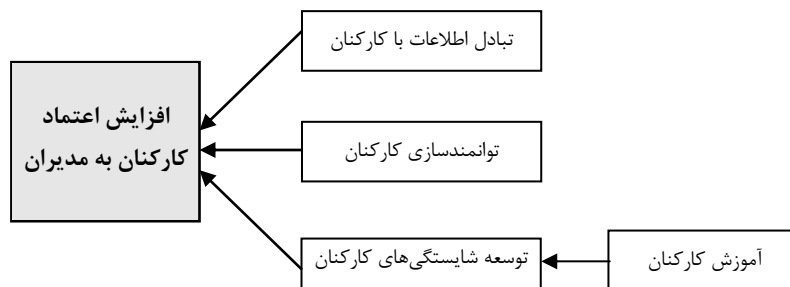 تبادل اطلاعات با کارکنان
افزایش اعتماد
کارکنان به مدیران
توانمندسازی کارکنان
توسعه شایستگی‌های کارکنان
آموزش کارکنان